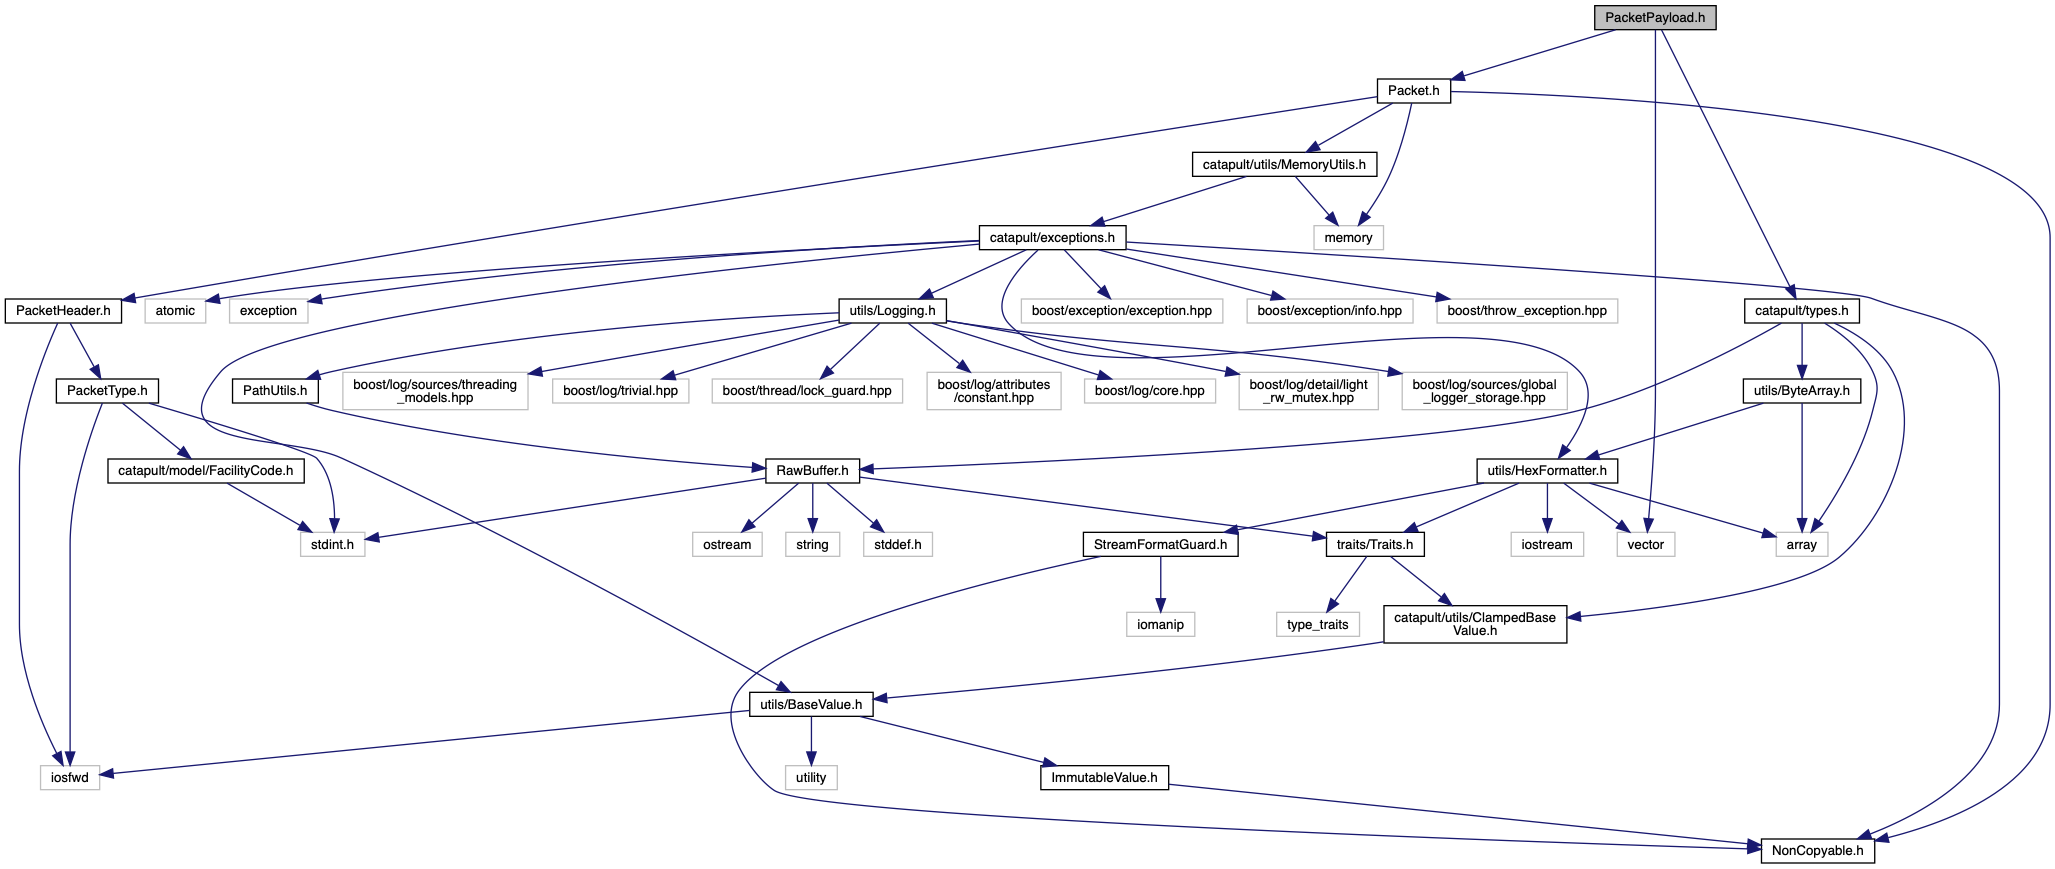 PacketPayload.h
Packet.h
catapult/utils/MemoryUtils.h
catapult/exceptions.h
memory
PacketHeader.h
atomic
exception
utils/Logging.h
boost/exception/exception.hpp
boost/exception/info.hpp
boost/throw_exception.hpp
catapult/types.h
PacketType.h
PathUtils.h
boost/log/sources/threading
_models.hpp
boost/log/trivial.hpp
boost/thread/lock_guard.hpp
boost/log/attributes
/constant.hpp
boost/log/core.hpp
boost/log/detail/light
_rw_mutex.hpp
boost/log/sources/global
_logger_storage.hpp
utils/ByteArray.h
catapult/model/FacilityCode.h
RawBuffer.h
utils/HexFormatter.h
stdint.h
ostream
string
stddef.h
StreamFormatGuard.h
traits/Traits.h
iostream
vector
array
iomanip
type_traits
catapult/utils/ClampedBase
Value.h
utils/BaseValue.h
iosfwd
utility
ImmutableValue.h
NonCopyable.h